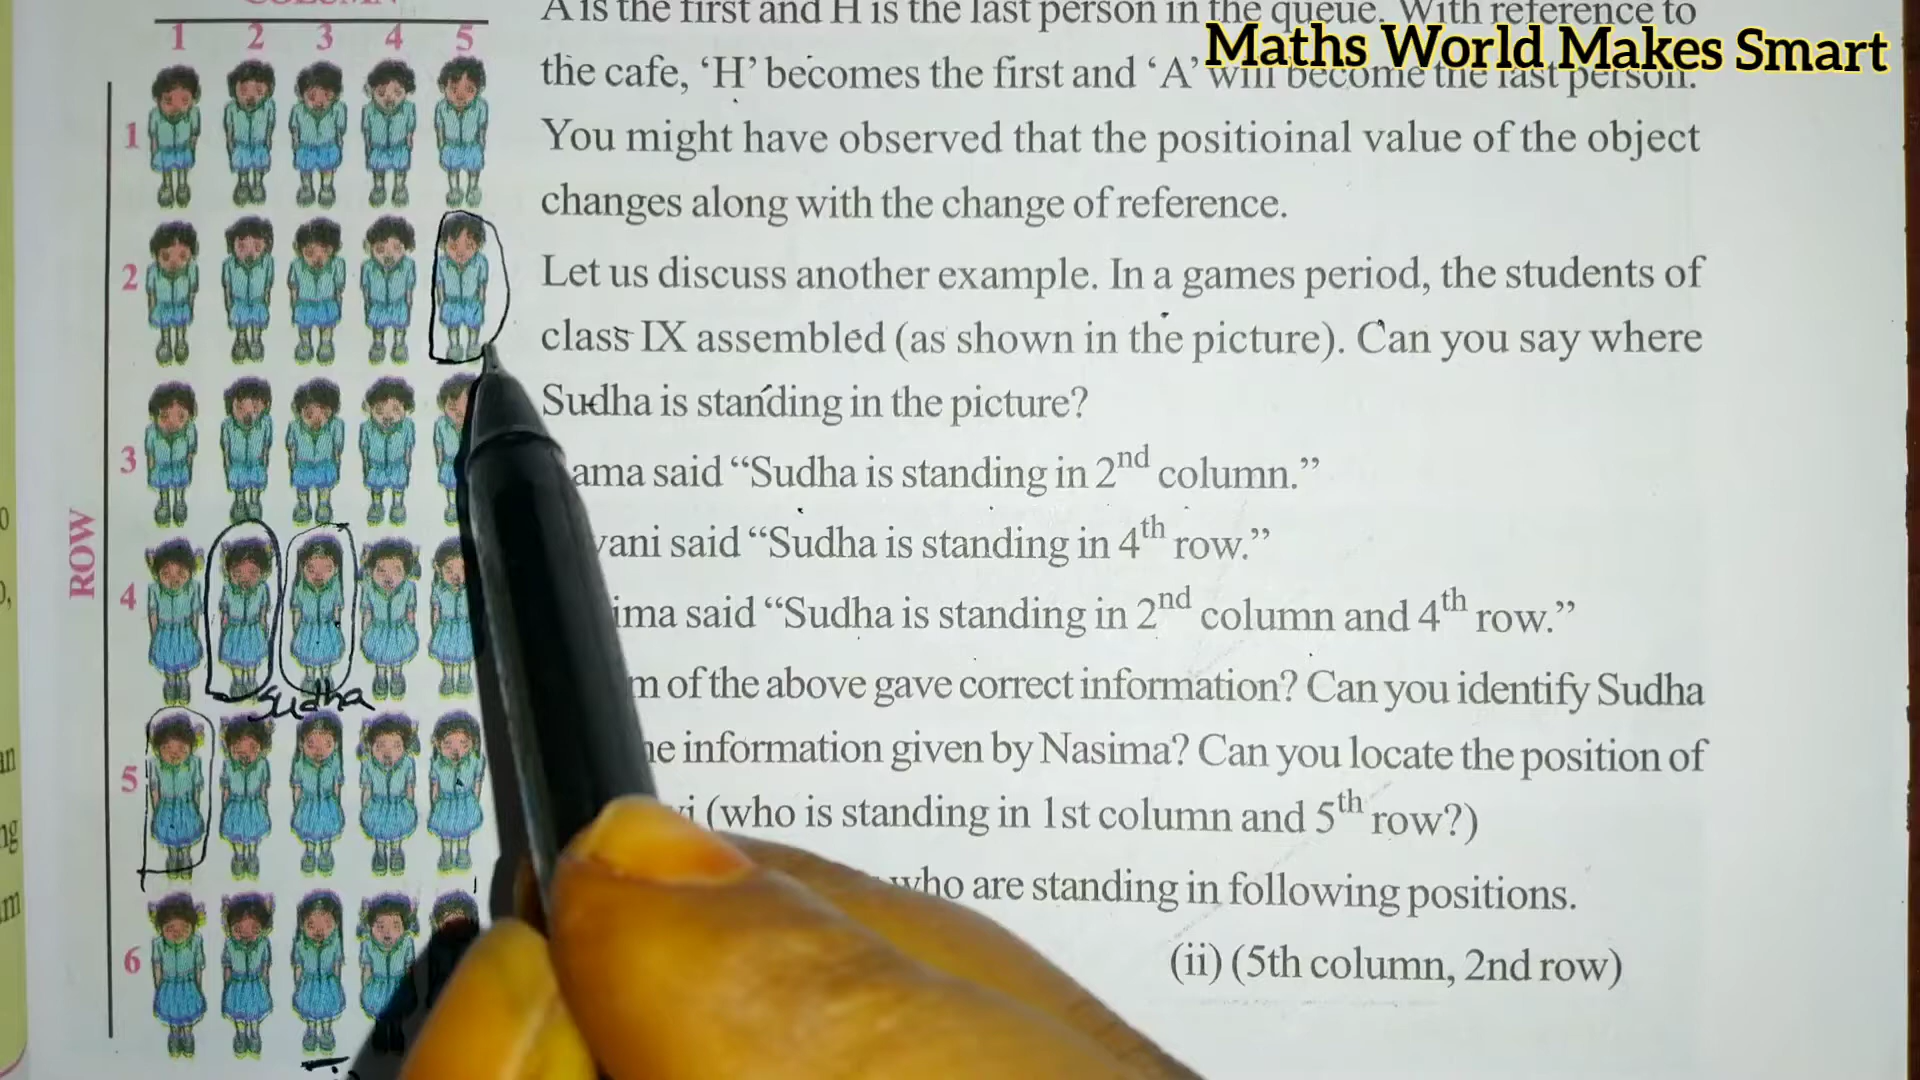 COLUMN
1 2 3 4 5
1
2
3
4
5
6
ROW
Sudha
A is the first and H is the last person in the queue. With reference to
Maths World Makes Smart
the cafe, ‘H’ becomes the first and ‘A’ will become the last person.
You might have observed that the positioinal value of the object
changes along with the change of reference.
Let us discuss another example. In a games period, the students of
class IX assembled (as shown in the picture). Can you say where
Sudha is standing in the picture?
ama said “Sudha is standing in 2nd column.”
vani said “Sudha is standing in 4th row.”
ima said “Sudha is standing in 2nd column and 4th row.”
m of the above gave correct information? Can you identify Sudha
he information given by Nasima? Can you locate the position of
vi (who is standing in 1st column and 5th row?)
who are standing in following positions.
(ii) (5th column, 2nd row)